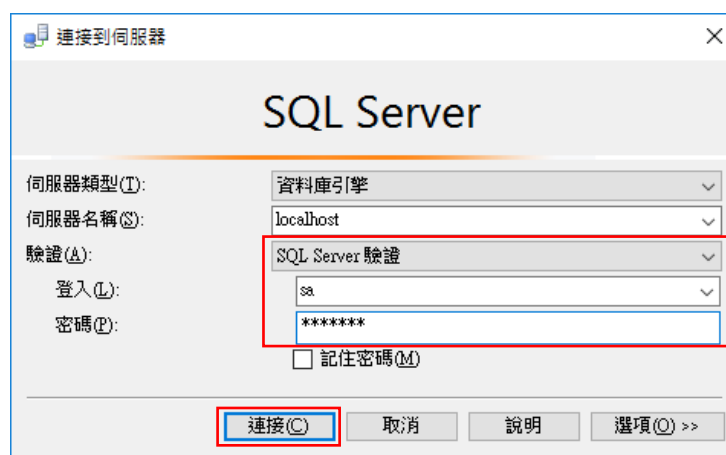 連接到伺服器
SQL Server
伺服器類型(T): 資料庫引擎
伺服器名稱(S): localhost
驗證(A): SQL Server 驗證
登入(L): sa
密碼(P): *******
記住密碼(M)
連接(C) 取消 說明 選項(O) >>